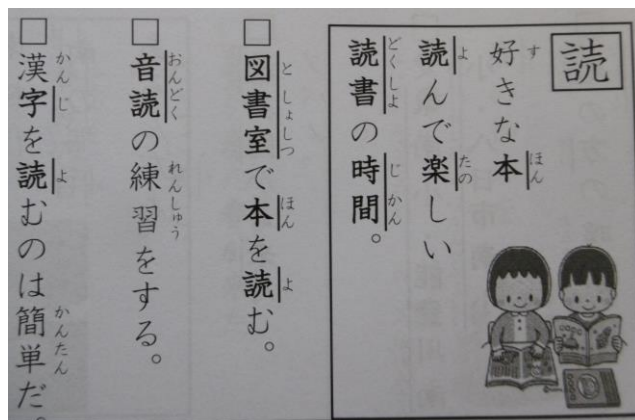 読
好きな本
読んで楽しい
読書の時間。
□図書室で本を読む。
□音読の練習をする。
□漢字を読むのは簡単だ。